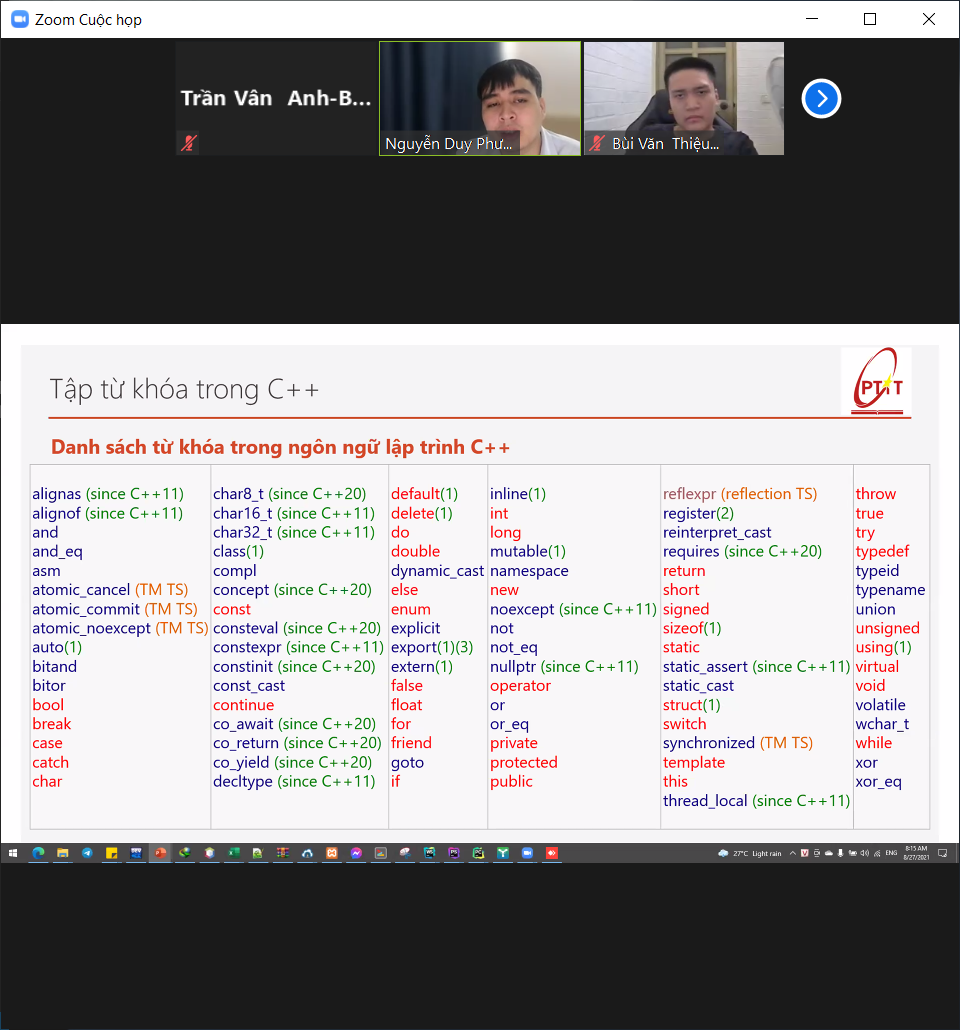 Zoom Cuộc họp
Trần Vân Anh-B...
Nguyễn Duy Phư...
Bùi Văn Thiệu...
Tập từ khóa trong C++
PTIT
Danh sách từ khóa trong ngôn ngữ lập trình C++
alignas (since C++11)
alignof (since C++11)
and
and_eq
asm
atomic_cancel (TM TS)
atomic_commit (TM TS)
atomic_noexcept (TM TS)
auto(1)
bitand
bitor
bool
break
case
catch
char
char8_t (since C++20)
char16_t (since C++11)
char32_t (since C++11)
class(1)
compl
concept (since C++20)
const
consteval (since C++20)
constexpr (since C++11)
constinit (since C++20)
const_cast
continue
co_await (since C++20)
co_return (since C++20)
co_yield (since C++20)
decltype (since C++11)
default(1)
delete(1)
do
double
dynamic_cast
else
enum
explicit
export(1)(3)
extern(1)
false
float
for
friend
goto
if
inline(1)
int
long
mutable(1)
namespace
new
noexcept (since C++11)
not
not_eq
nullptr (since C++11)
operator
or
or_eq
private
protected
public
reflexpr (reflection TS)
register(2)
reinterpret_cast
requires (since C++20)
return
short
signed
sizeof(1)
static
static_assert (since C++11)
static_cast
struct(1)
switch
synchronized (TM TS)
template
this
thread_local (since C++11)
throw
true
try
typedef
typeid
typename
union
unsigned
using(1)
virtual
void
volatile
wchar_t
while
xor
xor_eq
27°C Light rain
ENG
8:15 AM
8/27/2021